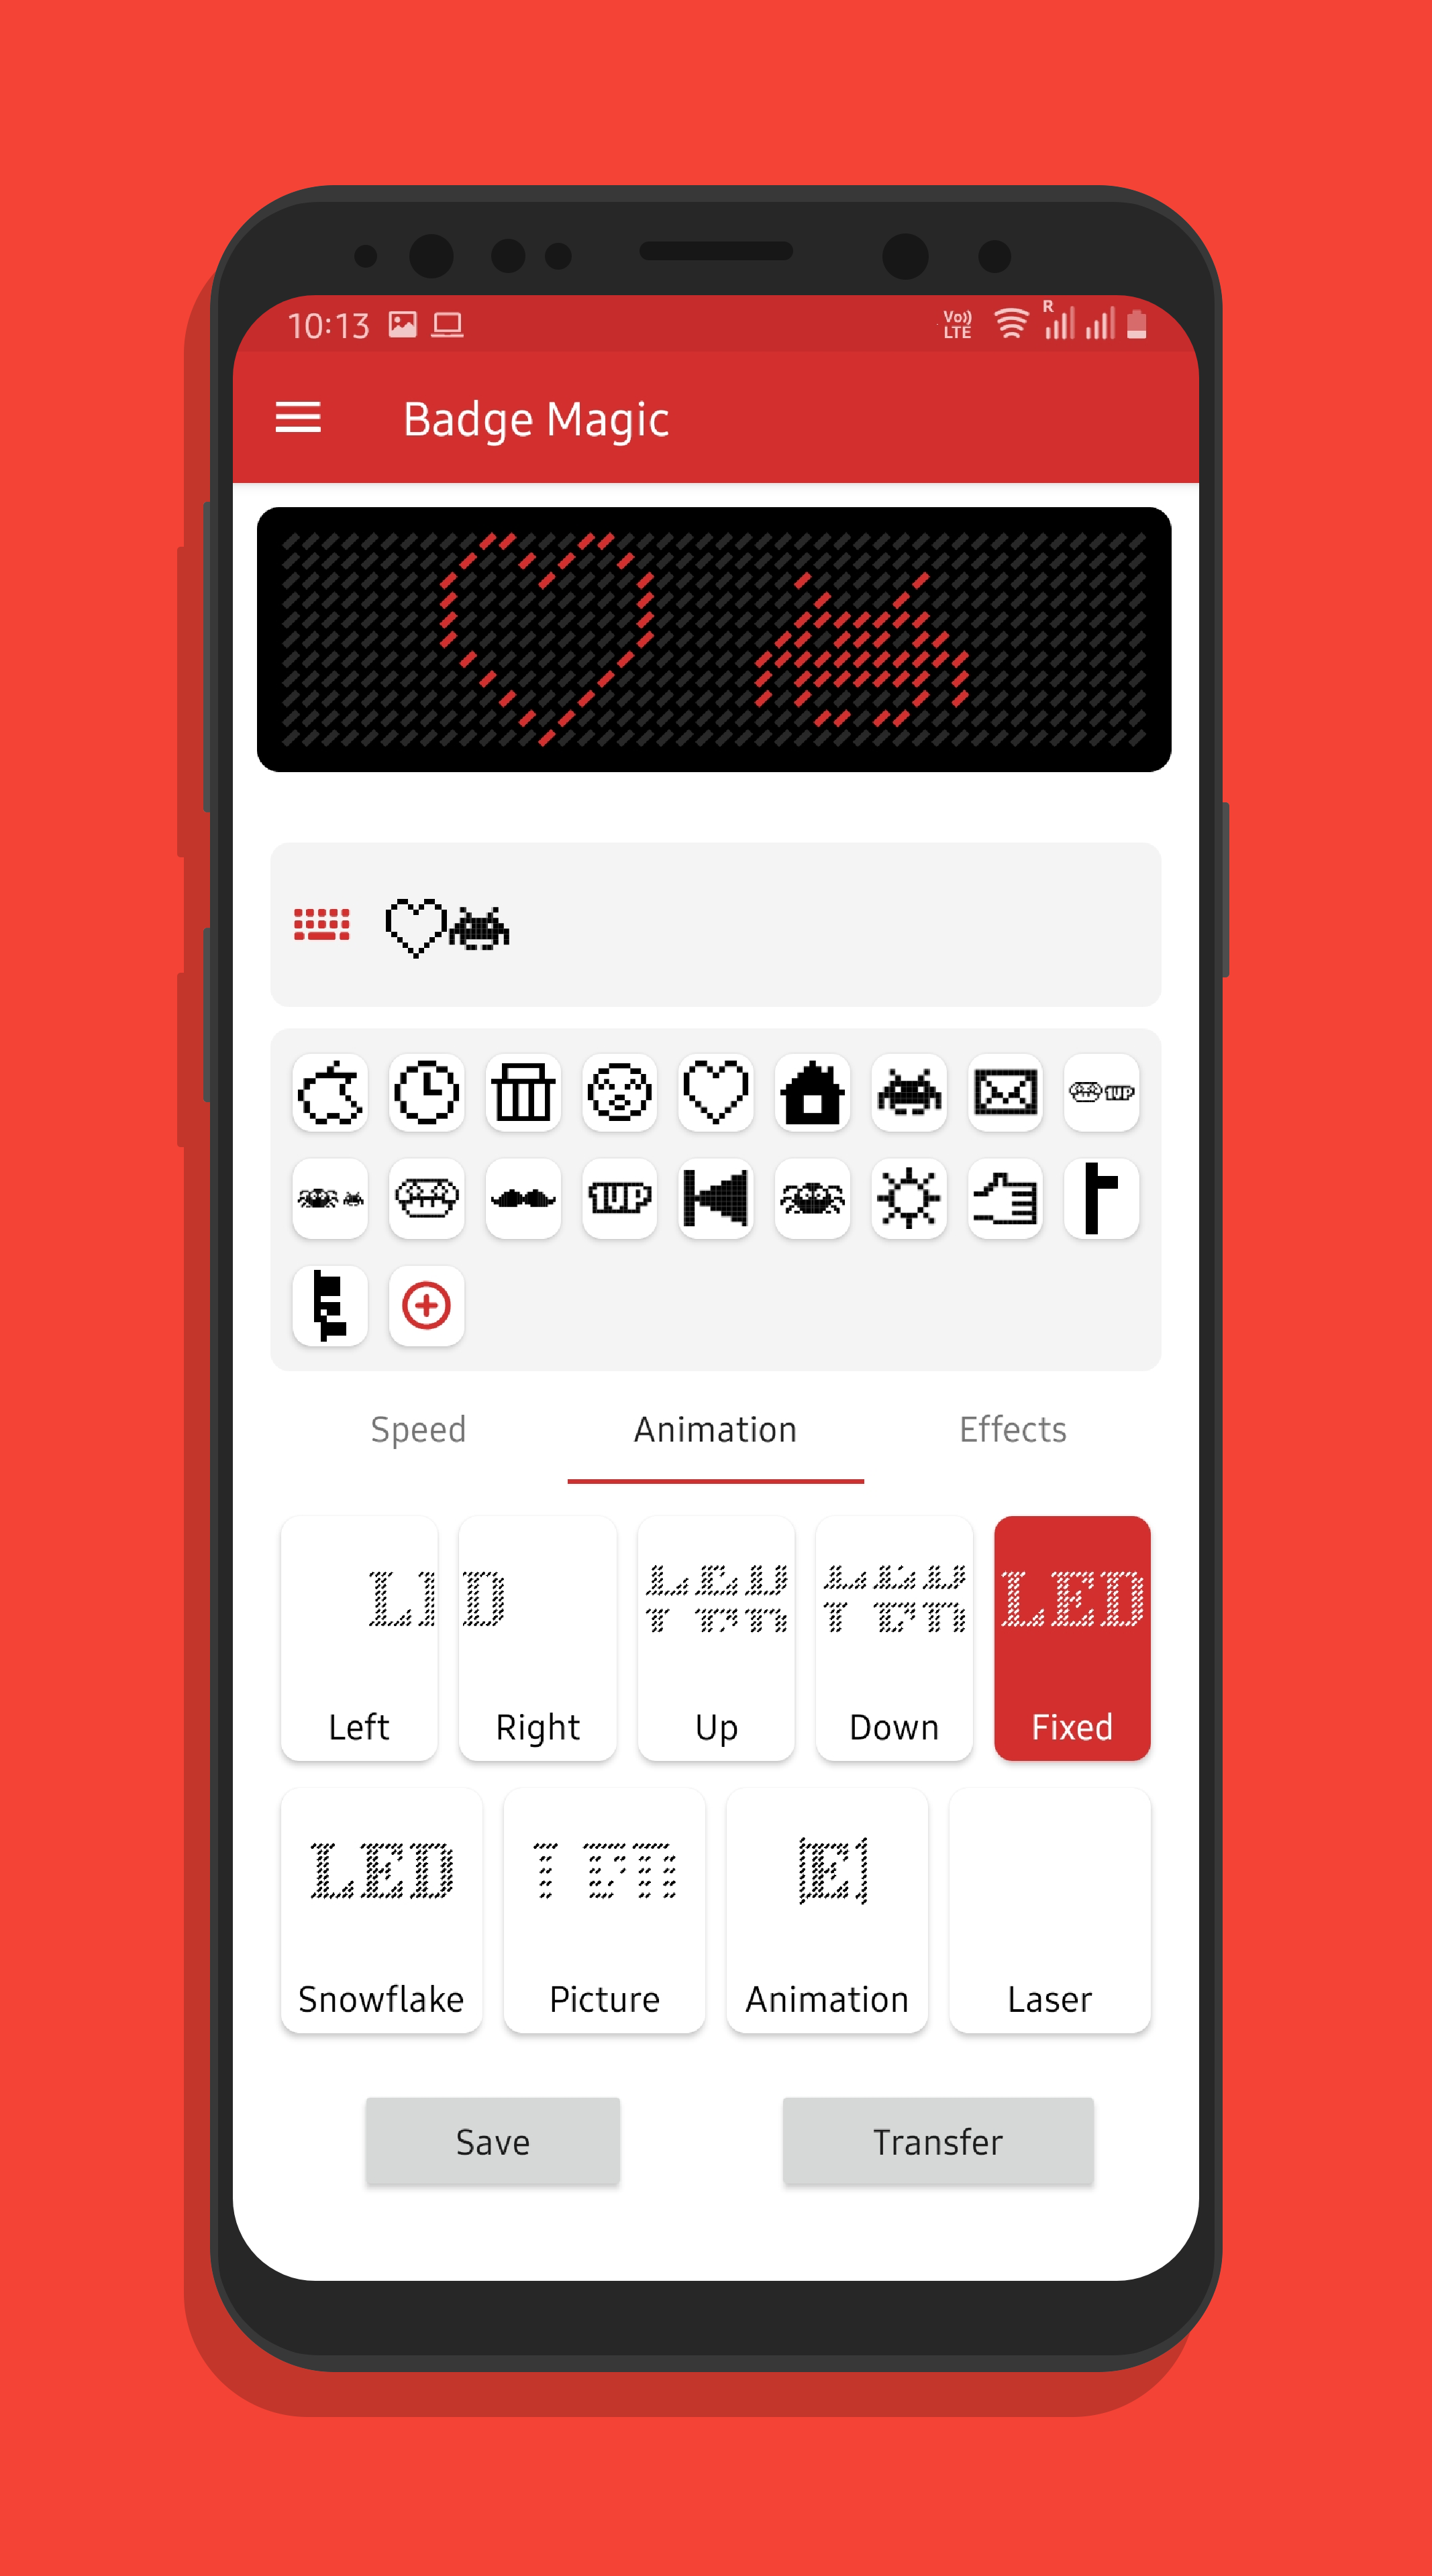 10:13
Vo)) R
LTE
Badge Magic
1UP
1UP
Speed Animation Effects
LED
Left Right Up Down Fixed
LED
Snowflake Picture Animation Laser
Save Transfer